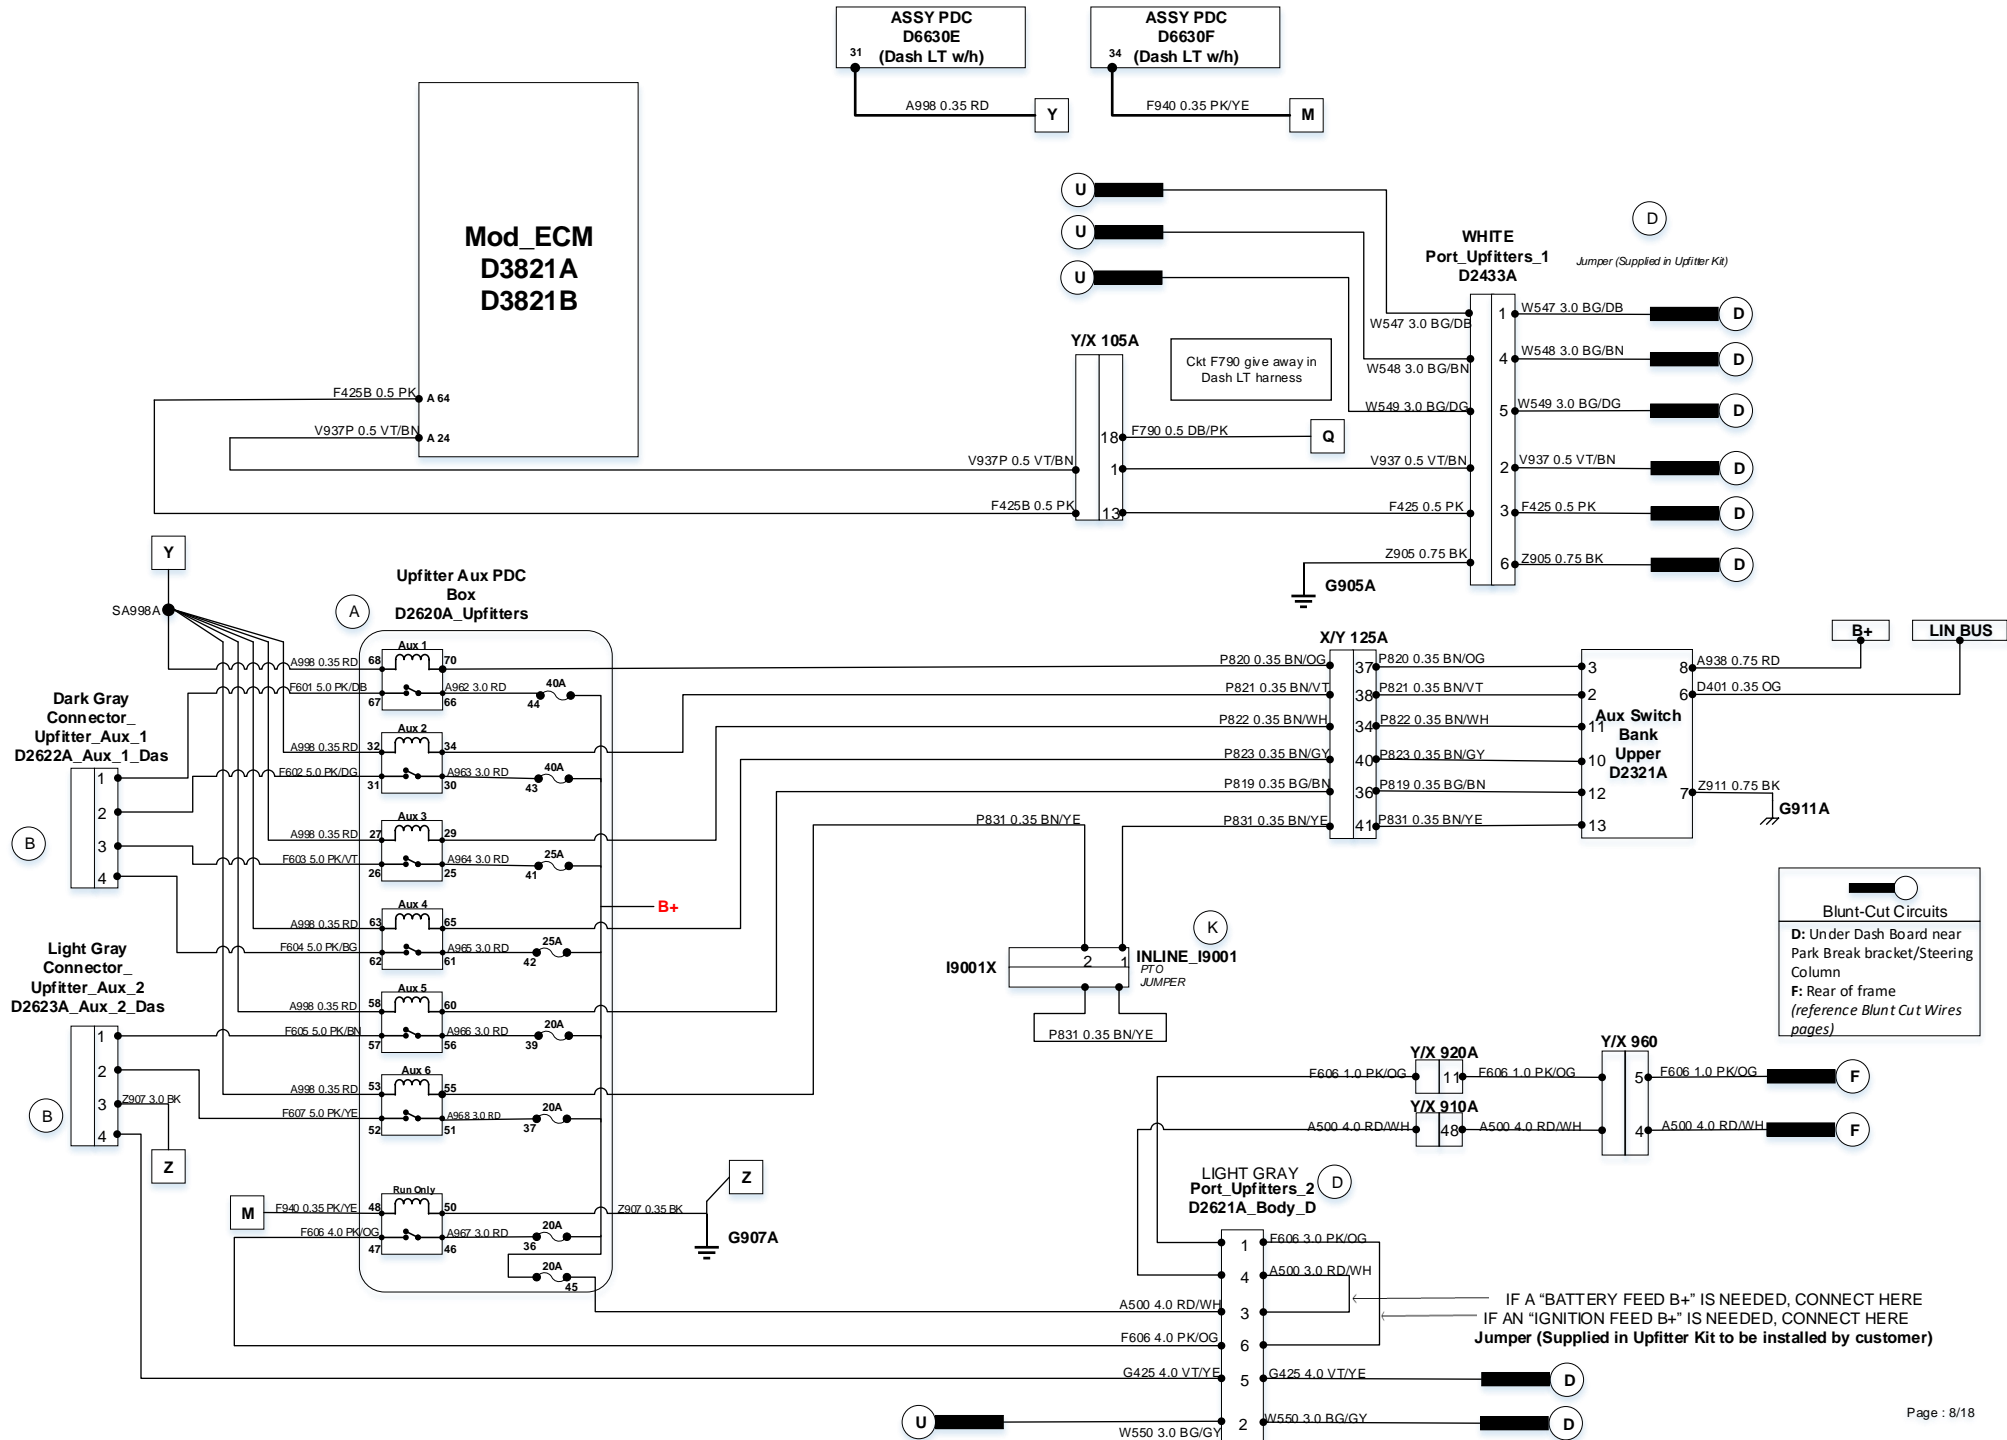 ASSY PDC
D6630E
(Dash LT w/h)
31
A998 0.35 RD
Y
ASSY PDC
D6630F
(Dash LT w/h)
34
F940 0.35 PK/YE
M
Mod_ECM
D3821A
D3821B
F425B 0.5 PK
A 64
V937P 0.5 VT/BN
A 24
U
U
U
WHITE
Port_Upfitters_1
D2433A
D
Jumper (Supplied in Upfitter Kit)
W547 3.0 BG/DB
1
W547 3.0 BG/DB
D
W548 3.0 BG/BN
4
W548 3.0 BG/BN
D
W549 3.0 BG/DG
5
W549 3.0 BG/DG
D
V937 0.5 VT/BN
2
V937 0.5 VT/BN
D
F425 0.5 PK
3
F425 0.5 PK
D
Z905 0.75 BK
6
Z905 0.75 BK
D
G905A
Y/X 105A
Ckt F790 give away in
Dash LT harness
18
F790 0.5 DB/PK
Q
V937P 0.5 VT/BN
1
F425B 0.5 PK
13
Y
SA998A
Upfitter Aux PDC
Box
D2620A_Upfitters
A
Aux 1
A998 0.35 RD
68
70
F601 5.0 PK/DB
67
66
A962 3.0 RD
40A
44
Aux 2
A998 0.35 RD
32
34
F602 5.0 PK/DG
31
30
A963 3.0 RD
40A
43
Aux 3
A998 0.35 RD
27
29
F603 5.0 PK/VT
26
25
A964 3.0 RD
25A
41
B+
Aux 4
A998 0.35 RD
63
65
F604 5.0 PK/BG
62
61
A965 3.0 RD
25A
42
Aux 5
A998 0.35 RD
58
60
F605 5.0 PK/BN
57
56
A966 3.0 RD
20A
39
Aux 6
A998 0.35 RD
53
55
F607 5.0 PK/YE
52
51
A968 3.0 RD
20A
37
Run Only
M
F940 0.35 PK/YE
48
50
Z907 0.35 BK
F606 4.0 PK/OG
47
46
A967 3.0 RD
20A
36
20A
45
Z
G907A
Dark Gray
Connector_
Upfitter_Aux_1
D2622A_Aux_1_Das
1
2
3
4
B
Light Gray
Connector_
Upfitter_Aux_2
D2623A_Aux_2_Das
1
2
3
4
Z907 3.0 BK
B
Z
X/Y 125A
P820 0.35 BN/OG
37
P820 0.35 BN/OG
3
P821 0.35 BN/VT
38
P821 0.35 BN/VT
2
P822 0.35 BN/WH
34
P822 0.35 BN/WH
11
P823 0.35 BN/GY
40
P823 0.35 BN/GY
10
P819 0.35 BG/BN
36
P819 0.35 BG/BN
12
P831 0.35 BN/YE
P831 0.35 BN/YE
41
P831 0.35 BN/YE
13
Aux Switch
Bank
Upper
D2321A
B+
LIN BUS
8
A938 0.75 RD
6
D401 0.35 OG
7
Z911 0.75 BK
G911A
Blunt-Cut Circuits
D: Under Dash Board near
Park Break bracket/Steering
Column
F: Rear of frame
(reference Blunt Cut Wires
pages)
K
I9001X
2
1
INLINE_I9001
PTO
JUMPER
P831 0.35 BN/YE
Y/X 920A
F606 1.0 PK/OG
11
F606 1.0 PK/OG
Y/X 960
5
F606 1.0 PK/OG
F
Y/X 910A
A500 4.0 RD/WH
48
A500 4.0 RD/WH
4
A500 4.0 RD/WH
F
LIGHT GRAY
Port_Upfitters_2
D2621A_Body_D
D
1
F606 3.0 PK/OG
4
A500 3.0 RD/WH
A500 4.0 RD/WH
3
F606 4.0 PK/OG
6
G425 4.0 VT/YE
5
G425 4.0 VT/YE
D
U
W550 3.0 BG/GY
2
W550 3.0 BG/GY
D
IF A “BATTERY FEED B+” IS NEEDED, CONNECT HERE
IF AN “IGNITION FEED B+” IS NEEDED, CONNECT HERE
Jumper (Supplied in Upfitter Kit to be installed by customer)
Page : 8/18